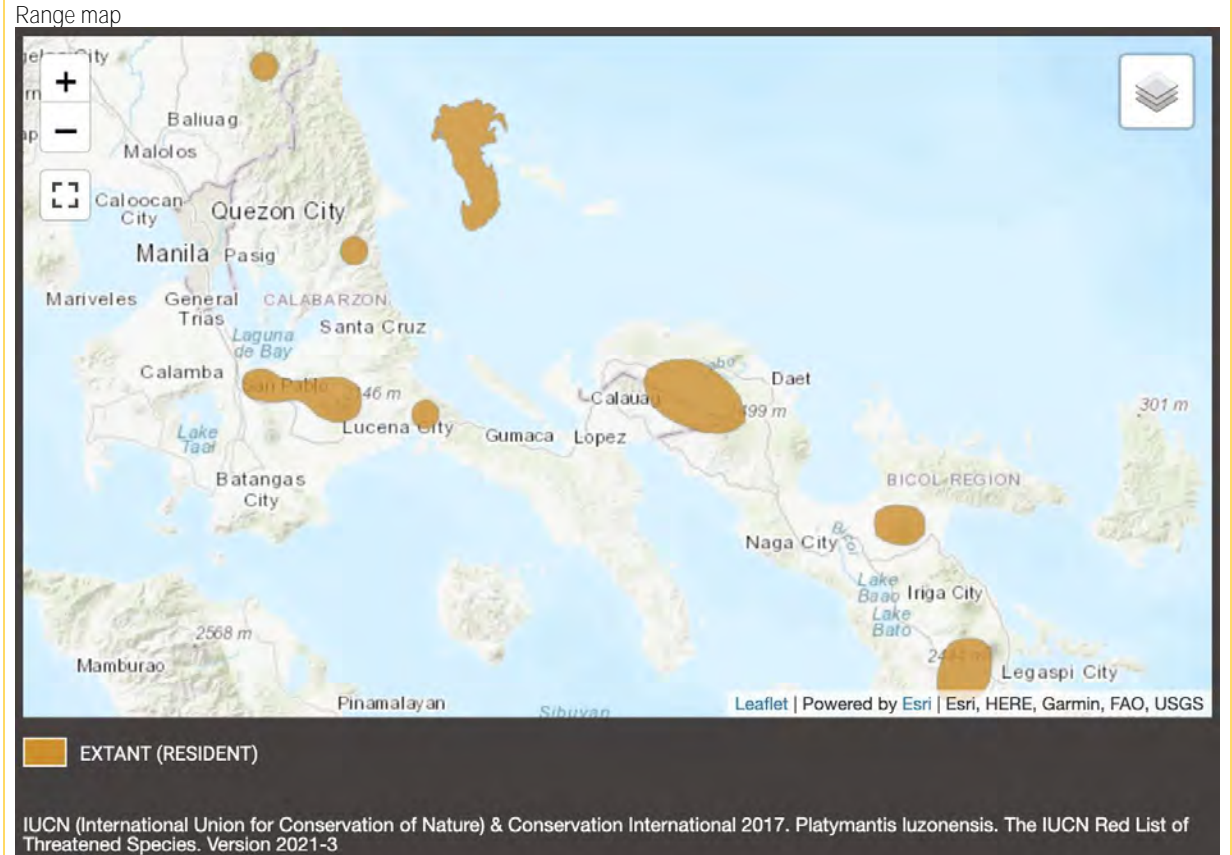 Range map
+
−
Baliuag
Malolos
Caloocan
City
Quezon City
Manila
Pasig
Mariveles
General
Trias
CALABARZON
Santa Cruz
Laguna
de Bay
Calamba
San Pablo
Daet
Calaua
499 m
301 m
Lucena City
Gumaca
Lopez
Lake
Taal
Batangas
City
BICOL REGION
Naga City
Bicol
Lake
Baao
Iriga City
Lake
Bato
2568 m
Mamburao
Legaspi City
Pinamalayan
Sibuyan
Leaflet | Powered by Esri | Esri, HERE, Garmin, FAO, USGS
EXTANT (RESIDENT)
IUCN (International Union for Conservation of Nature) & Conservation International 2017. Platymantis luzonensis. The IUCN Red List of
Threatened Species. Version 2021-3